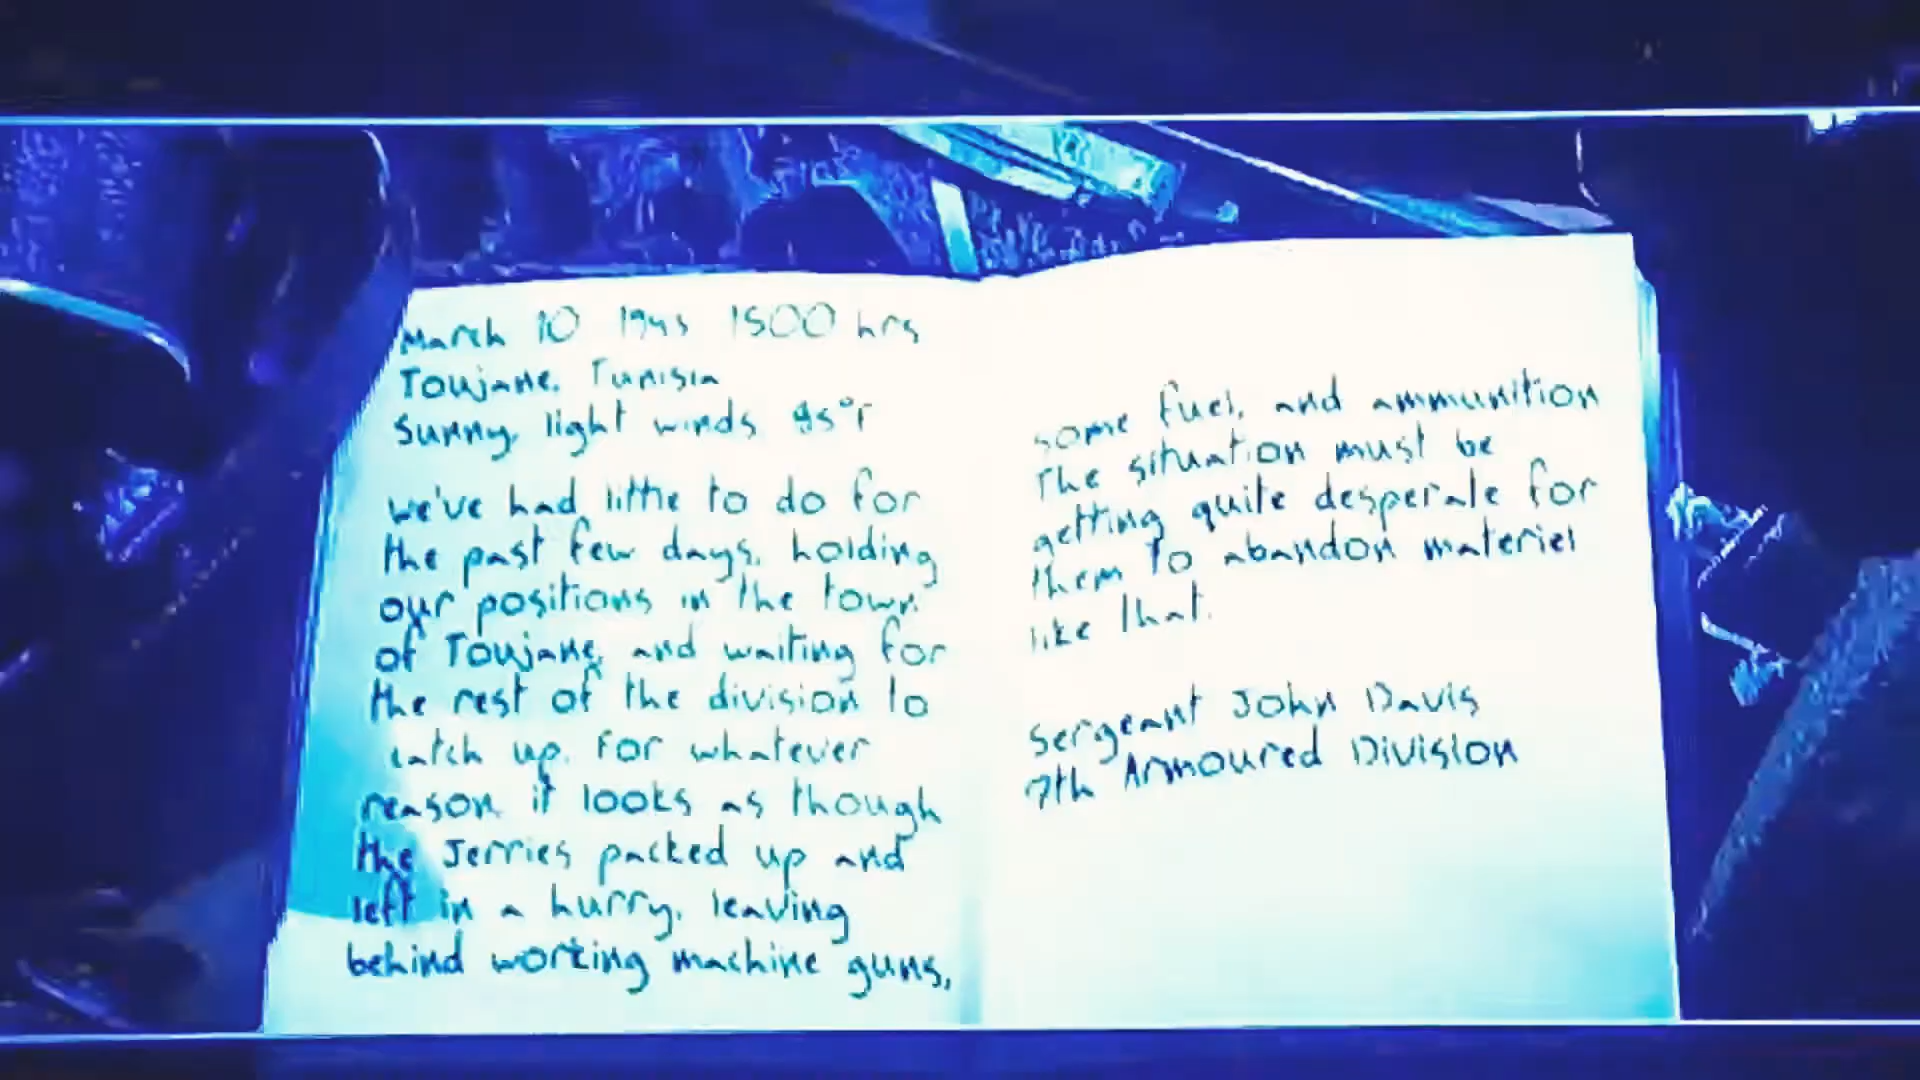 March 10 1943 1500 hrs
Toujane, Tunisia
Sunny, light winds 95°F
We've had little to do for
the past few days, holding
our positions in the town
of Toujane, and waiting for
the rest of the division to
catch up. For whatever
reason it looks as though
the Jerries packed up and
left in a hurry, leaving
behind working machine guns,
some fuel, and ammunition
The situation must be
getting quite desperate for
them to abandon materiel
like that.
Sergeant John Davis
7th Armoured Division